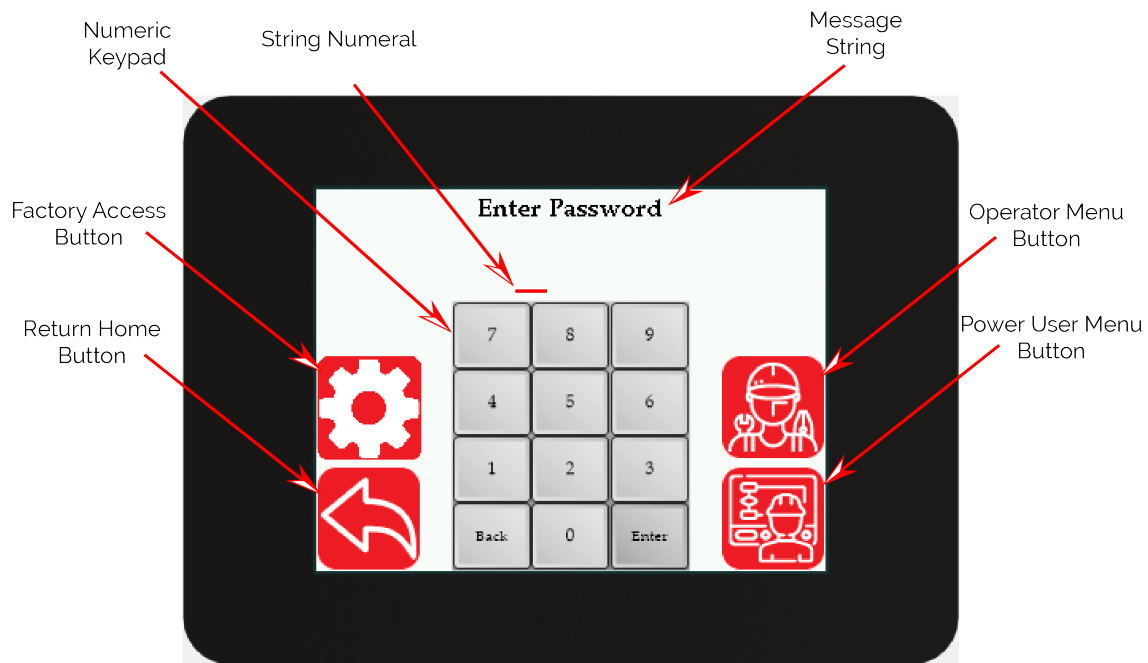 Numeric
Keypad
String Numeral
Message
String
Factory Access
Button
Enter Password
Operator Menu
Button
Return Home
Button
Power User Menu
Button
7 8 9
4 5 6
1 2 3
Back 0 Enter